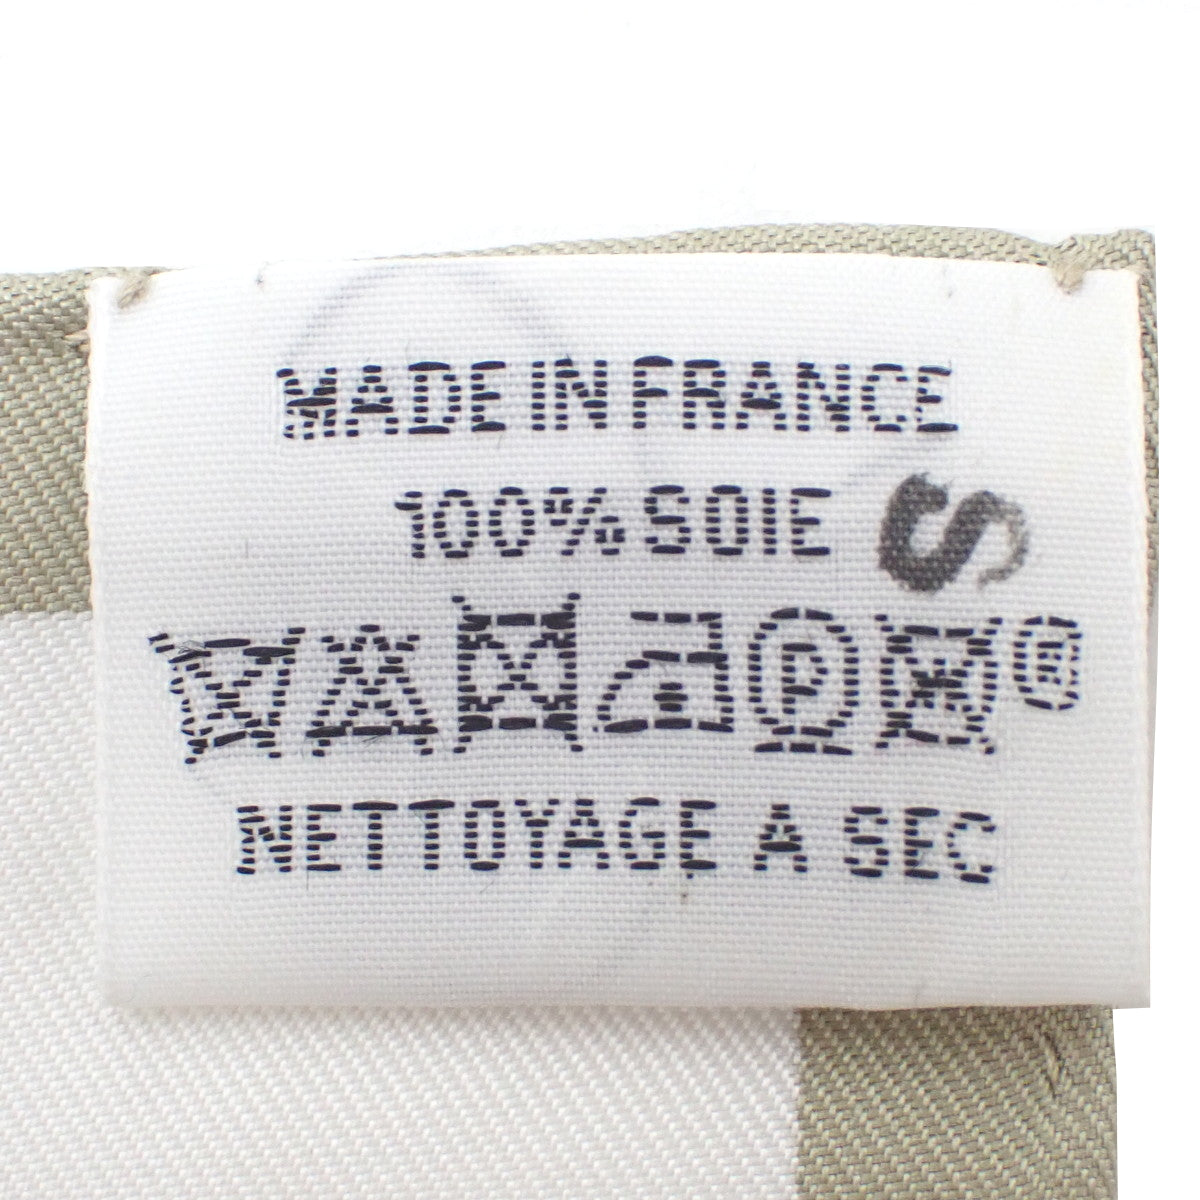 MADE IN FRANCE
100% SOIE
S
P ®
NETTOYAGE A SEC